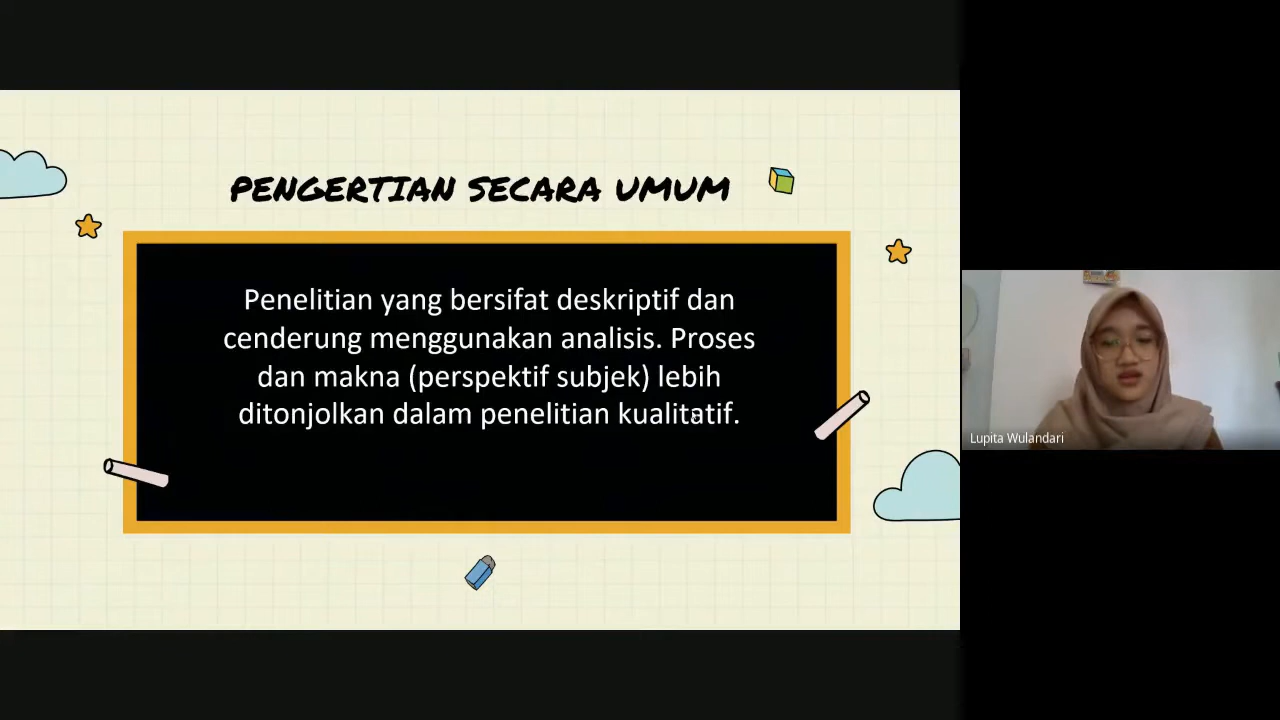 PENGERTIAN SECARA UMUM
Penelitian yang bersifat deskriptif dan
cenderung menggunakan analisis. Proses
dan makna (perspektif subjek) lebih
ditonjolkan dalam penelitian kualitatif.
Lupita Wulandari